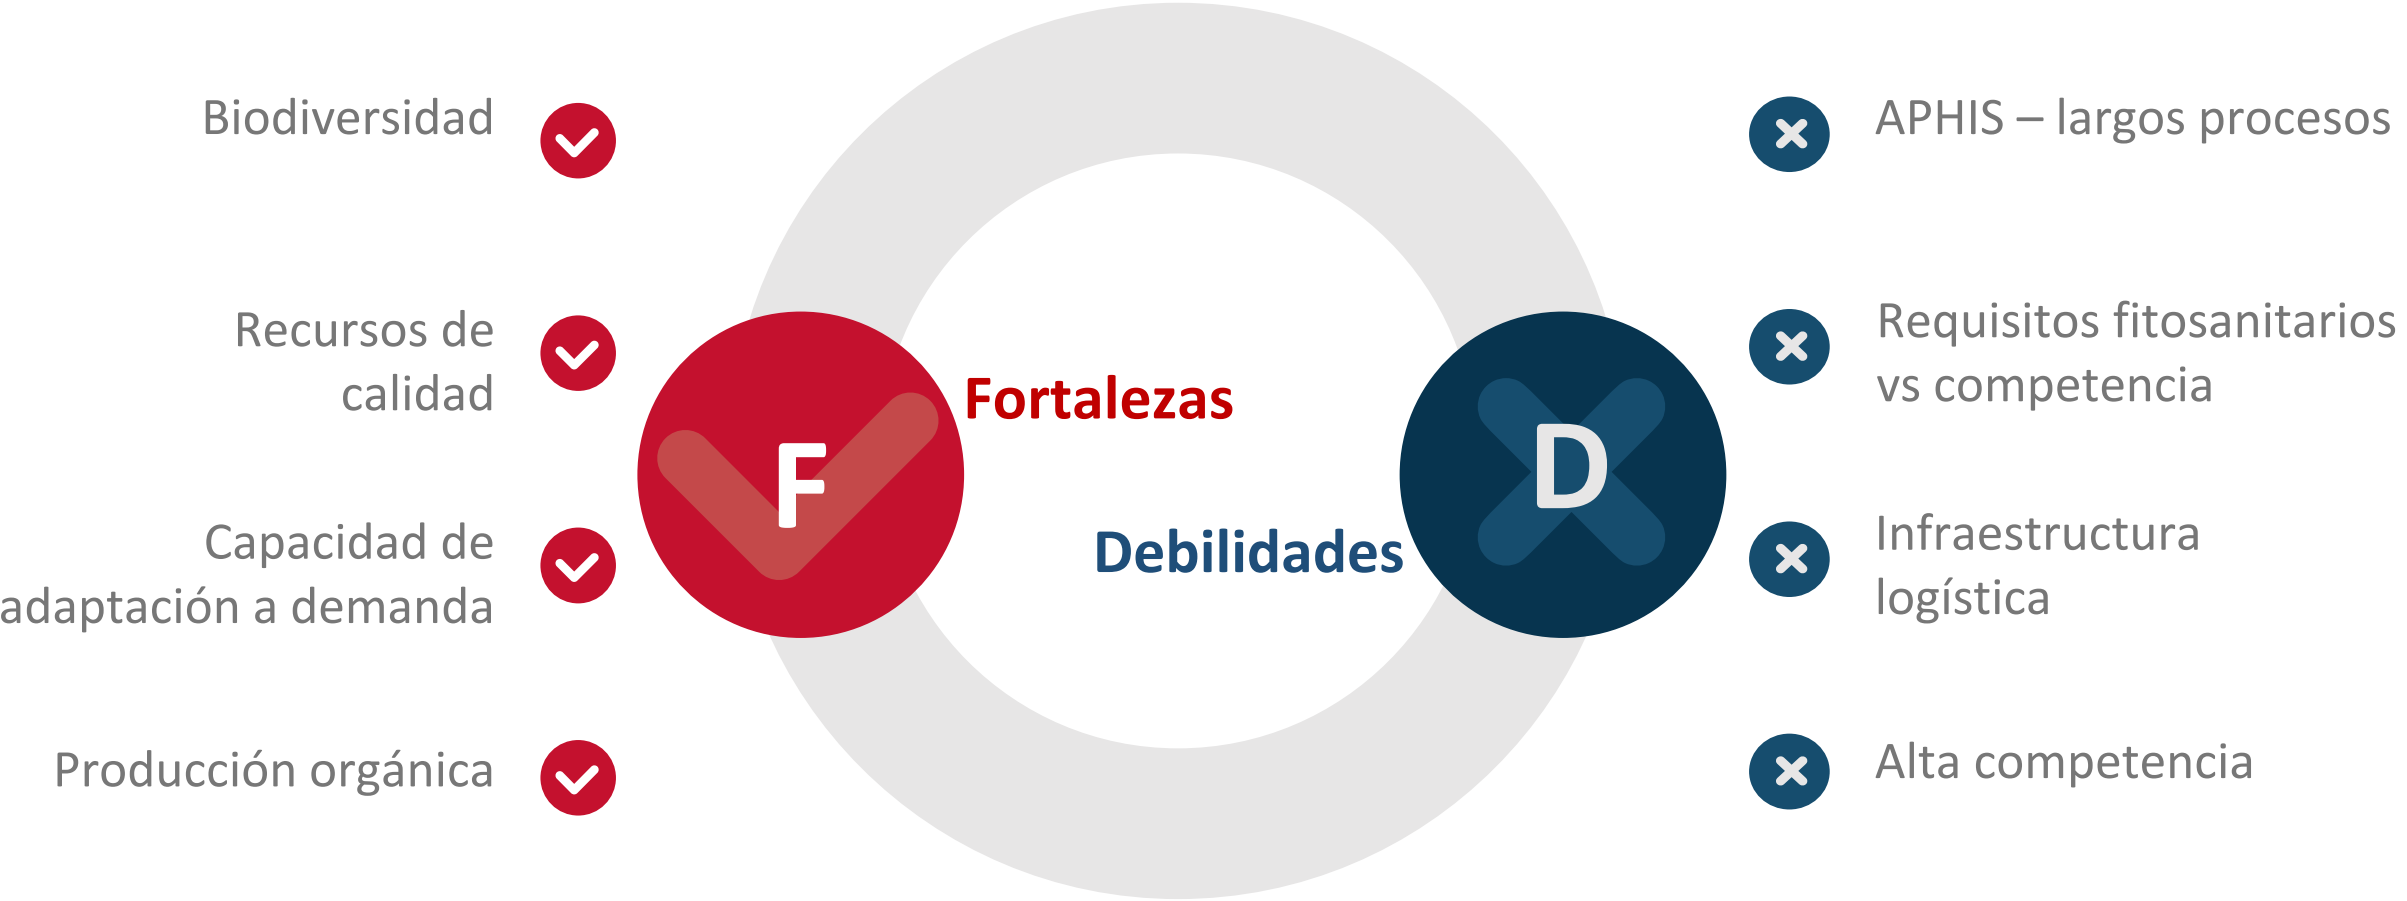 Biodiversidad
Recursos de
calidad
Capacidad de
adaptación a demanda
Producción orgánica
F
Fortalezas
Debilidades
D
APHIS – largos procesos
Requisitos fitosanitarios
vs competencia
Infraestructura
logística
Alta competencia